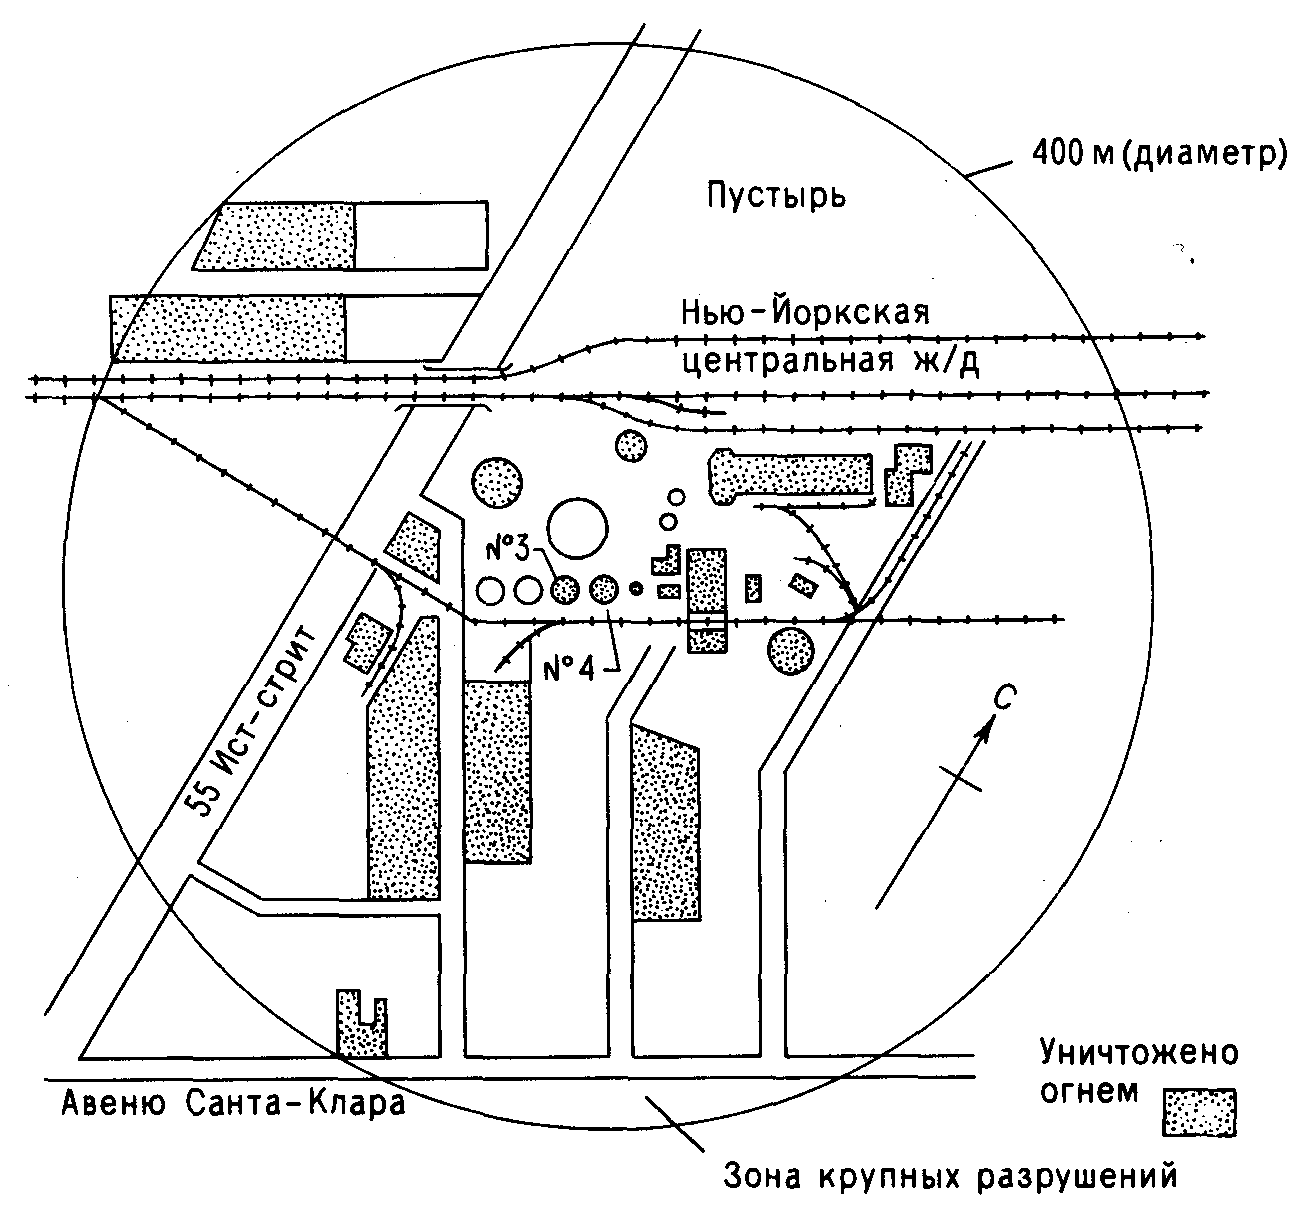 400 м (диаметр)
Пустырь
Нью-Йоркская
центральная ж/д
№3
№4
55 Ист-стрит
С
Уничтожено
огнем
Авеню Санта-Клара
Зона крупных разрушений